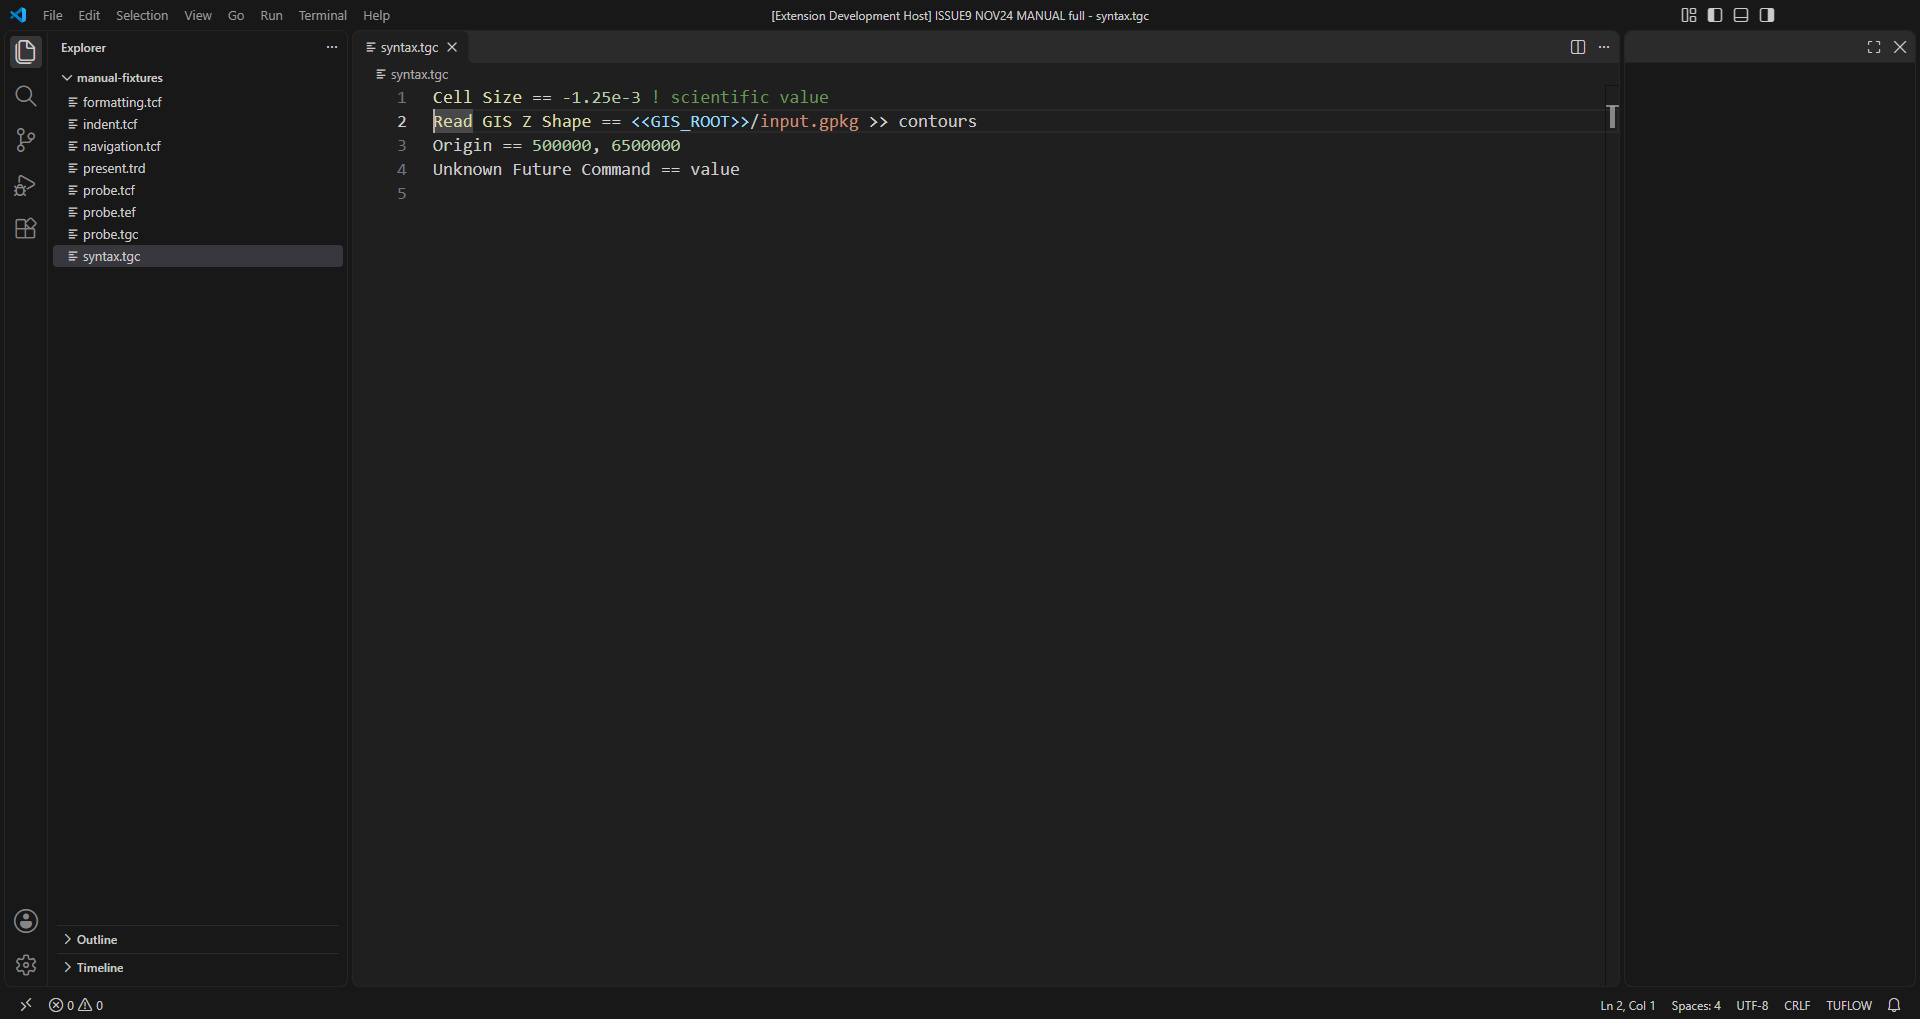 File Edit Selection View Go Run Terminal Help
[Extension Development Host] ISSUE9 NOV24 MANUAL full - syntax.tgc
Explorer
manual-fixtures
formatting.tcf
indent.tcf
navigation.tcf
present.trd
probe.tcf
probe.tef
probe.tgc
syntax.tgc
Outline
Timeline
syntax.tgc
syntax.tgc
1 Cell Size == -1.25e-3 ! scientific value
2 Read GIS Z Shape == <<GIS_ROOT>>/input.gpkg >> contours
3 Origin == 500000, 6500000
4 Unknown Future Command == value
5
0 0
Ln 2, Col 1 Spaces: 4 UTF-8 CRLF TUFLOW